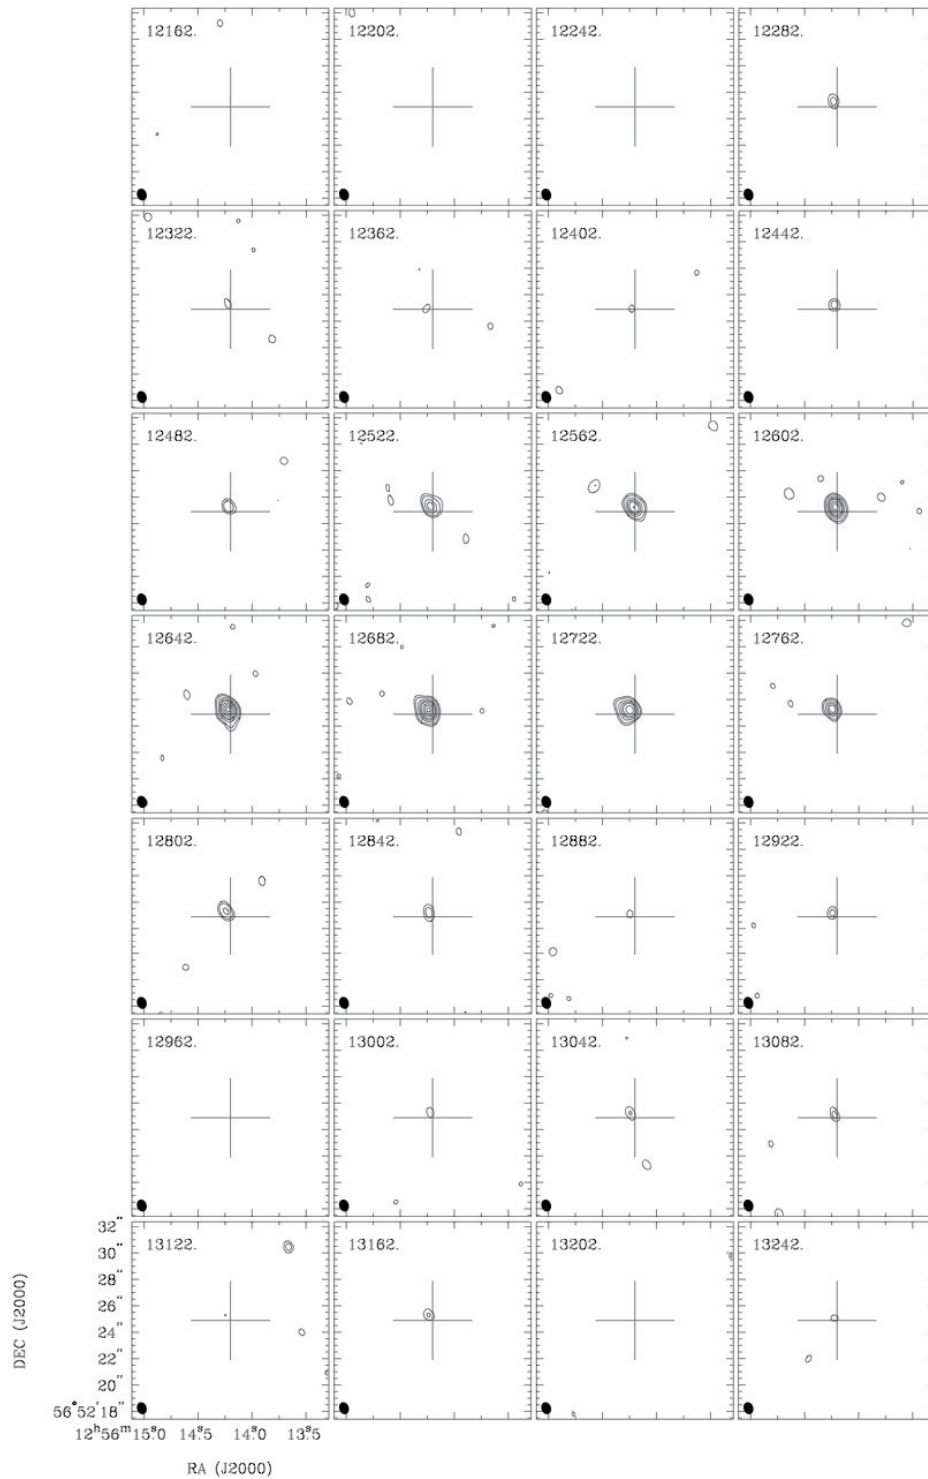 12162. 12202. 12242. 12282.
12322. 12362. 12402. 12442.
12482. 12522. 12562. 12602.
12642. 12682. 12722. 12762.
12802. 12842. 12882. 12922.
12962. 13002. 13042. 13082.
32"
13122. 13162. 13202. 13242.
30"
28"
26"
24"
22"
20"
56°52'18"
12ʰ56ᵐ15ˢ.0 14ˢ.5 14ˢ.0 13ˢ.5
DEC (J2000)
RA (J2000)